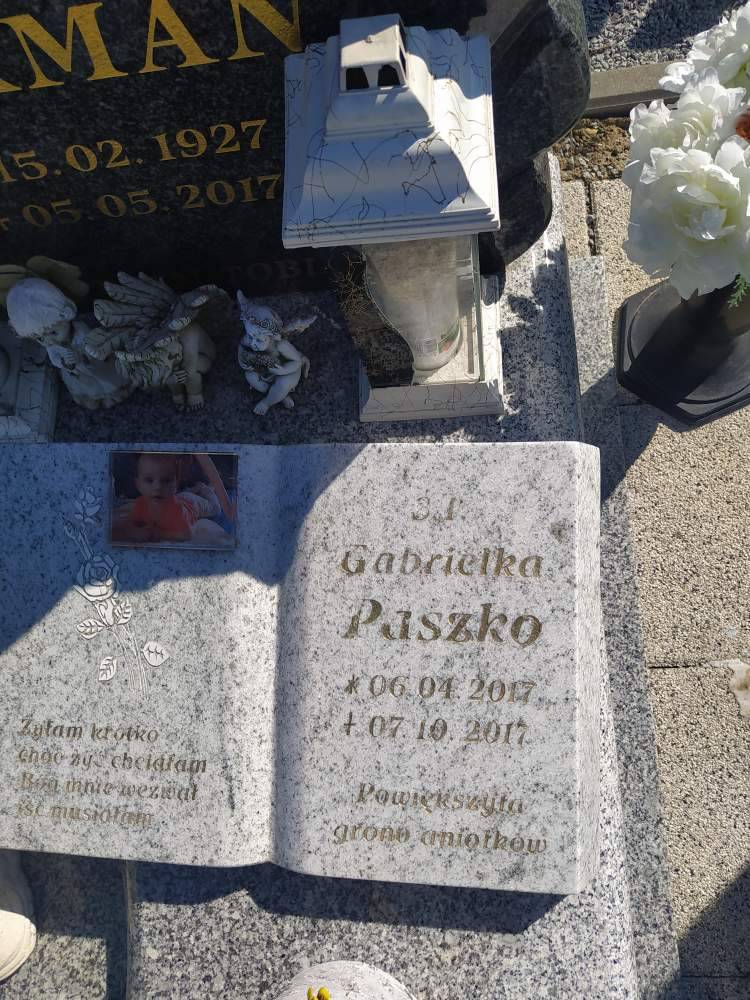 MAN
15.02.1927
+05.05.2017
Ś.P.
Gabrielka
Paszko
* 06.04.2017
† 07.10.2017
Powiększyła
grono aniołków
Żyłam krótko
choć żyć chciałam
Bóg mnie wezwał
iść musiałam